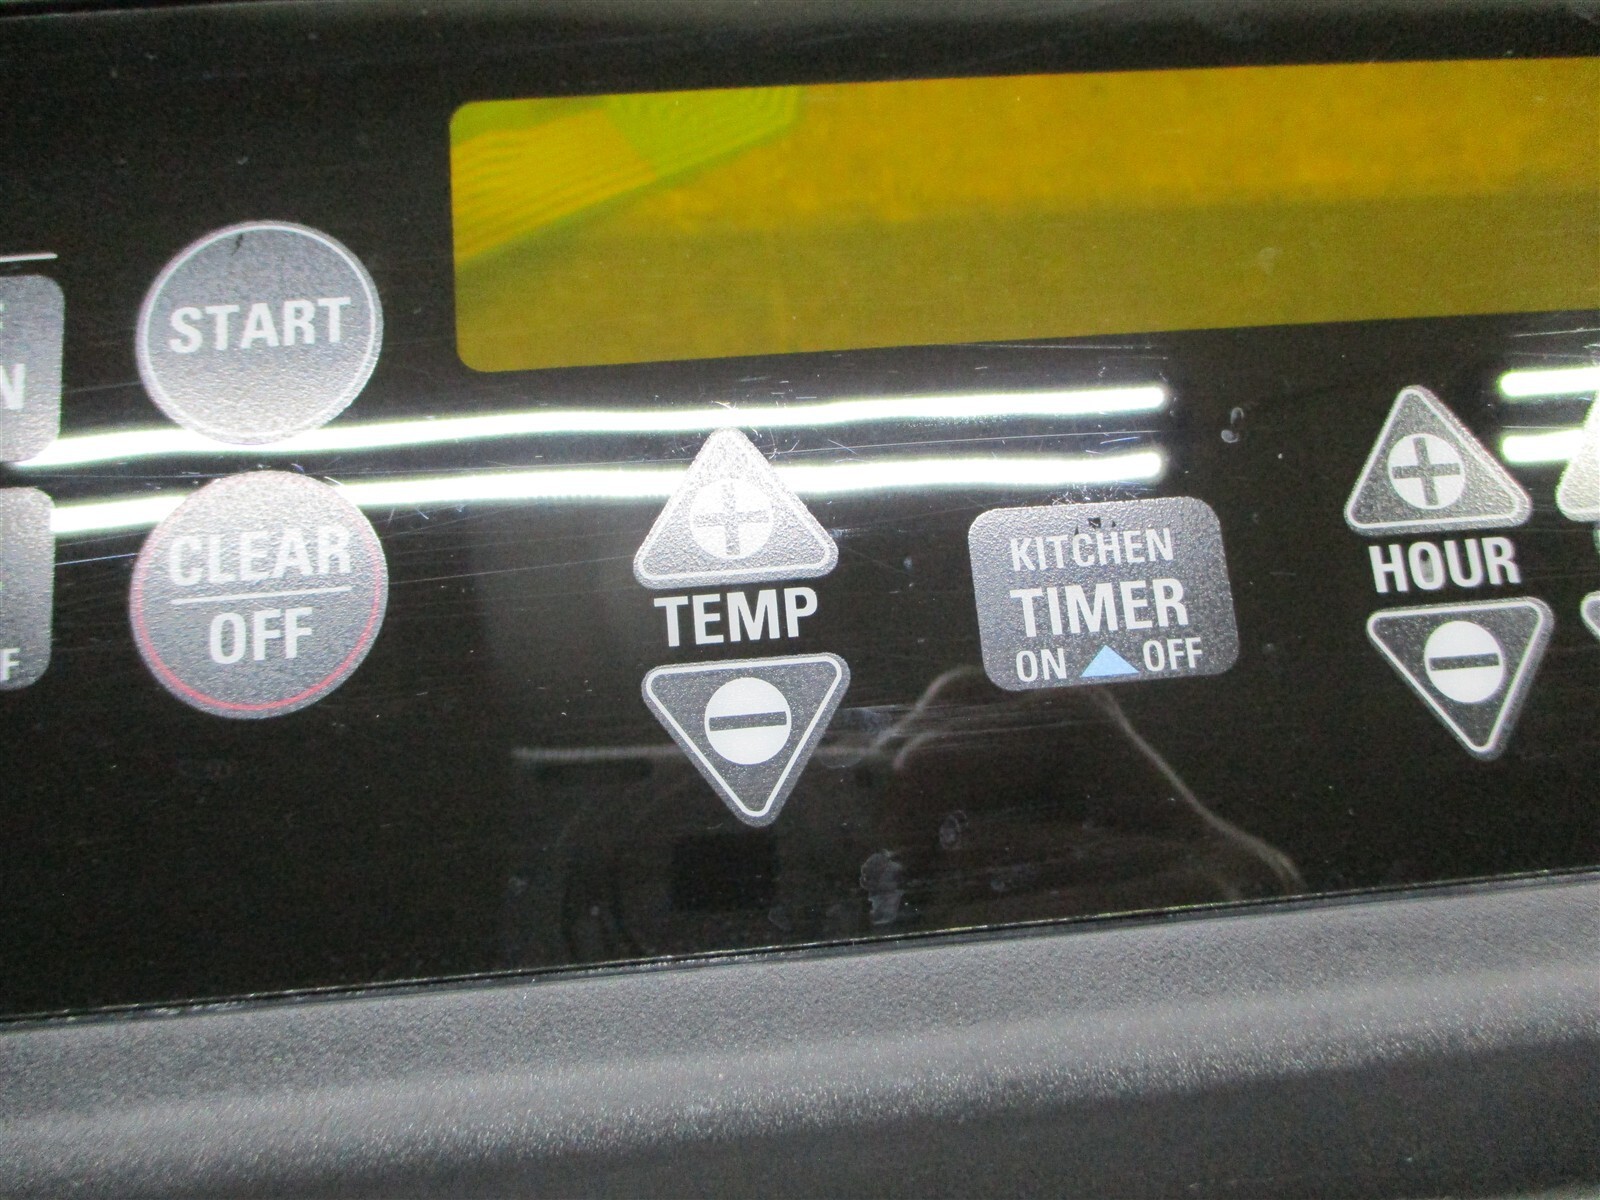 START
CLEAR
OFF
TEMP
KITCHEN
TIMER
ON OFF
HOUR